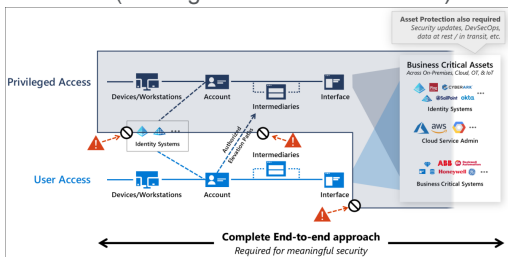 Asset Protection also required
Security updates, DevSecOps,
data at rest / in transit, etc.
Business Critical Assets
Across On-Premises, Cloud, OT, & IoT
Privileged Access
Devices/Workstations
Account
Intermediaries
Interface
CYBERARK
SailPoint
okta
...
Identity Systems
Identity Systems
...
Authorized
Elevation Paths
aws
...
Cloud Service Admin
Intermediaries
User Access
Devices/Workstations
Account
Interface
ABB
Honeywell
...
Business Critical Systems
Complete End-to-end approach
Required for meaningful security